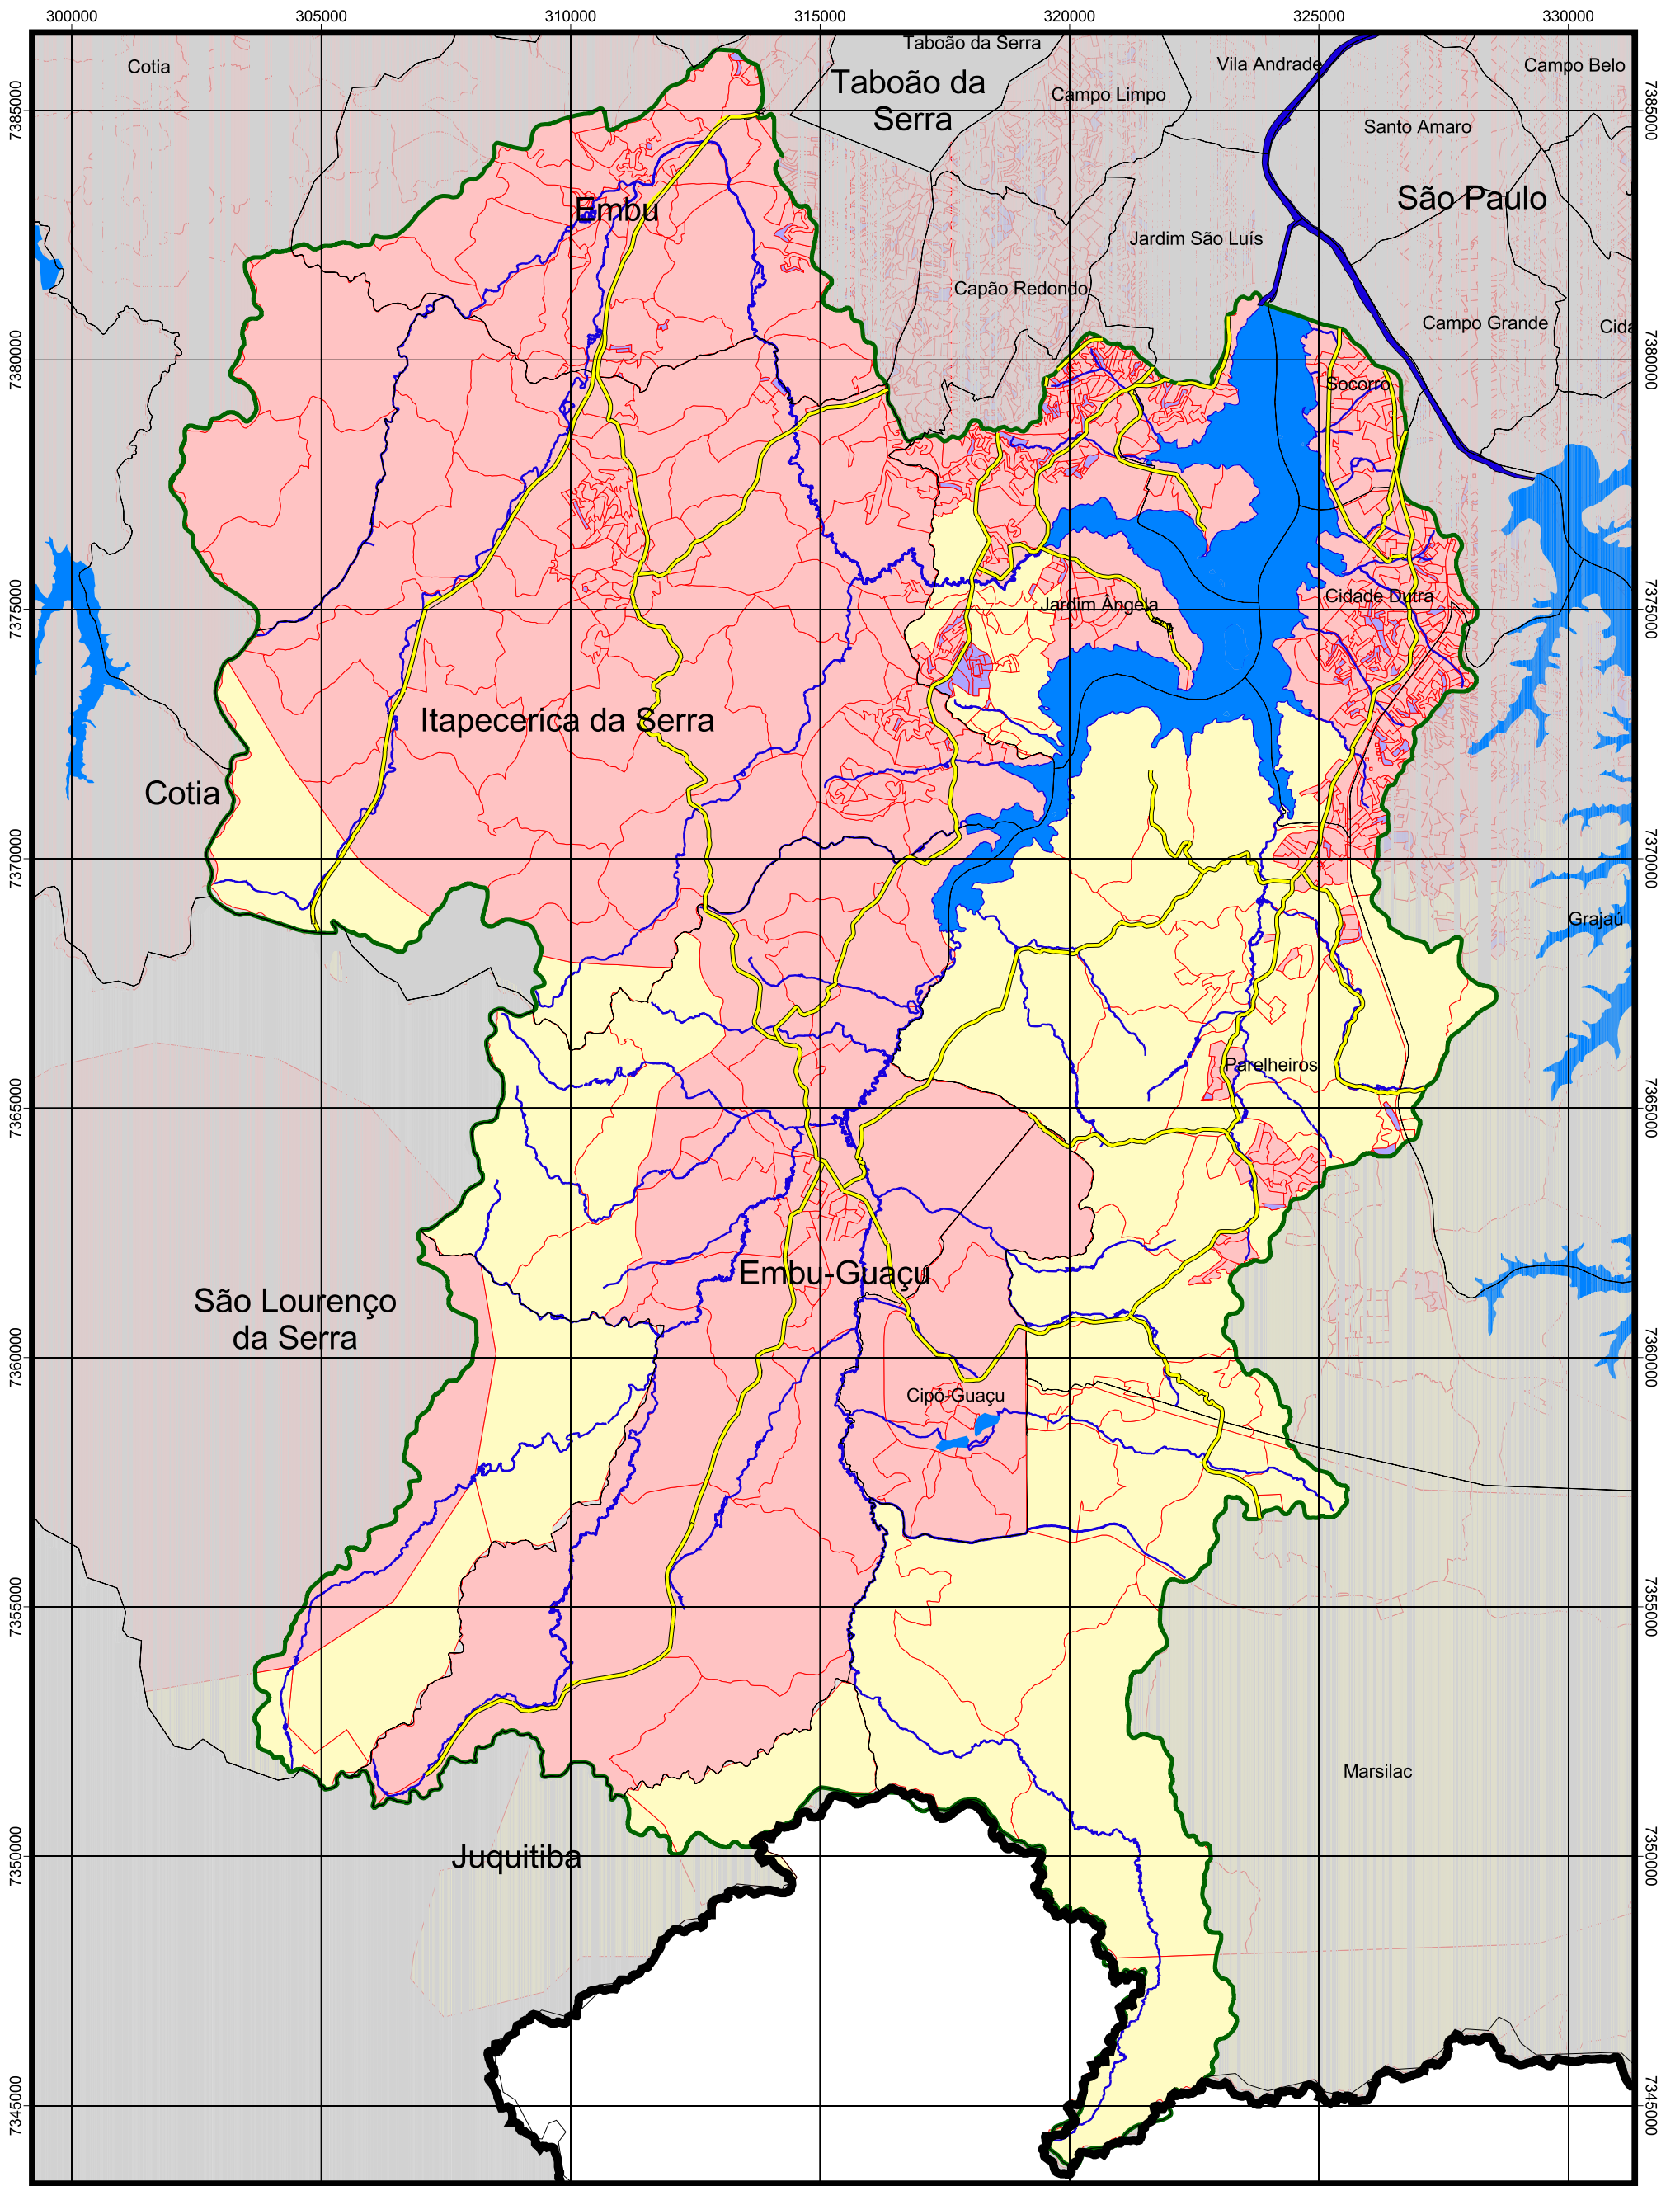 300000 305000 310000 315000 320000 325000 330000
Taboão da Serra
Cotia
Vila Andrade
Campo Belo
Taboão da
Serra
Campo Limpo
7385000
7385000
Santo Amaro
São Paulo
Embu
Jardim São Luís
Capão Redondo
Campo Grande
Cida
7380000
7380000
Socorro
Cidade Dutra
Jardim Ângela
7375000
7375000
Itapecerica da Serra
Cotia
7370000
7370000
Grajaú
Parelheiros
7365000
7365000
Embu-Guaçu
São Lourenço
da Serra
7360000
7360000
Cipó-Guaçu
7355000
7355000
Marsilac
Juquitiba
7350000
7350000
7345000
7345000